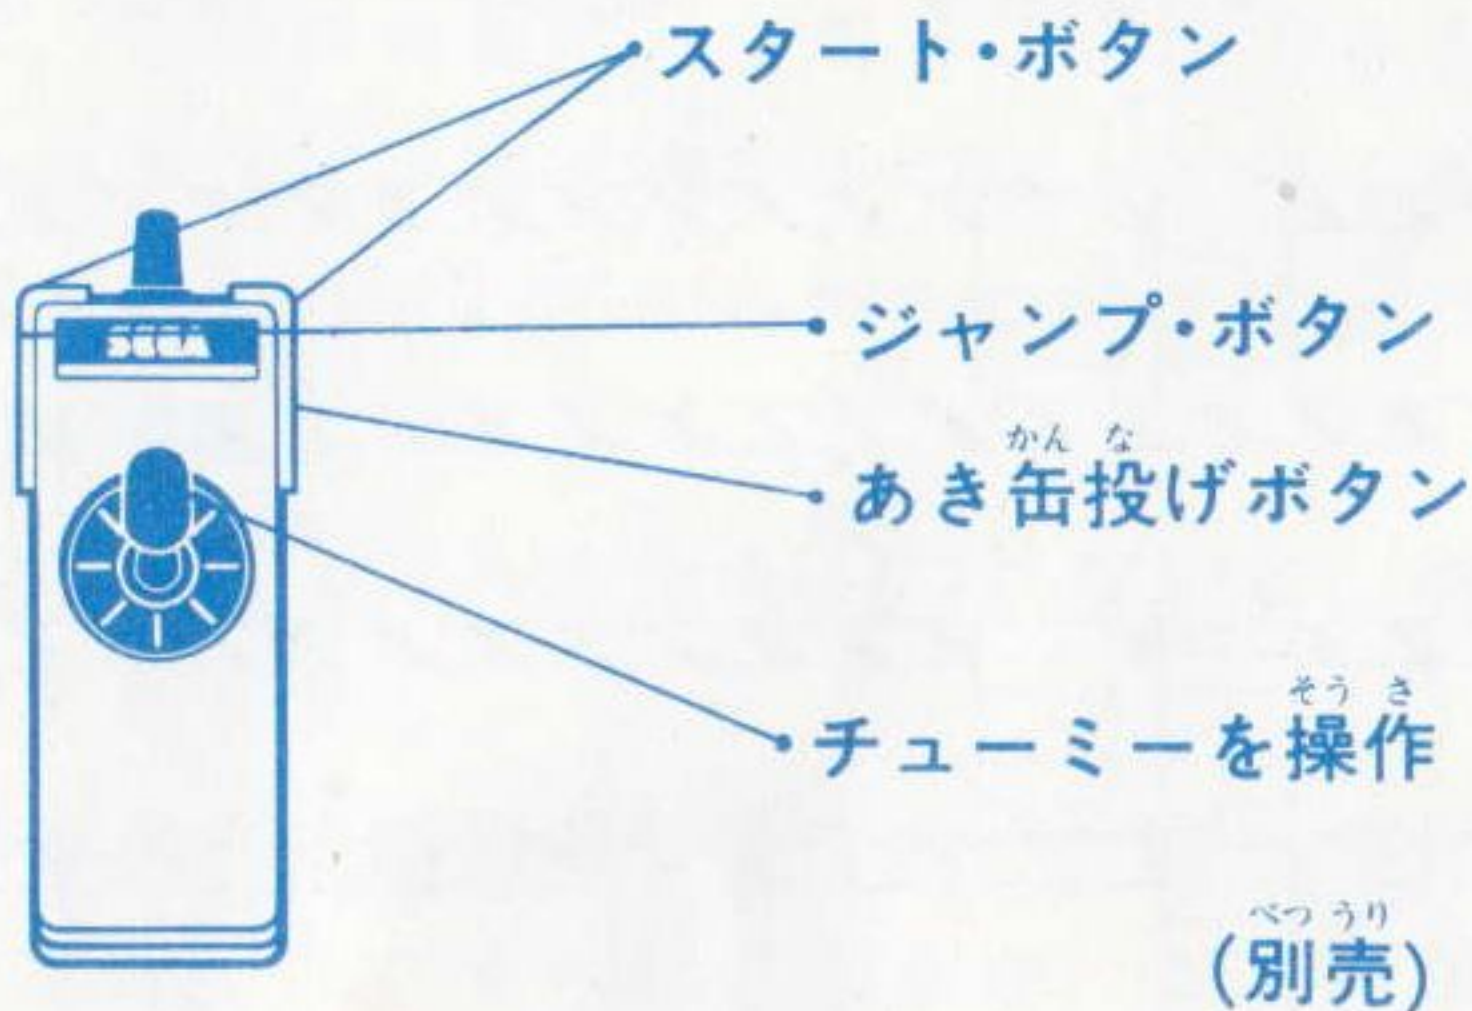 スタート・ボタン
SEGA
ジャンプ・ボタン
かん な
あき缶投げボタン
そう さ
チューミーを操作
べつ うり
(別売)